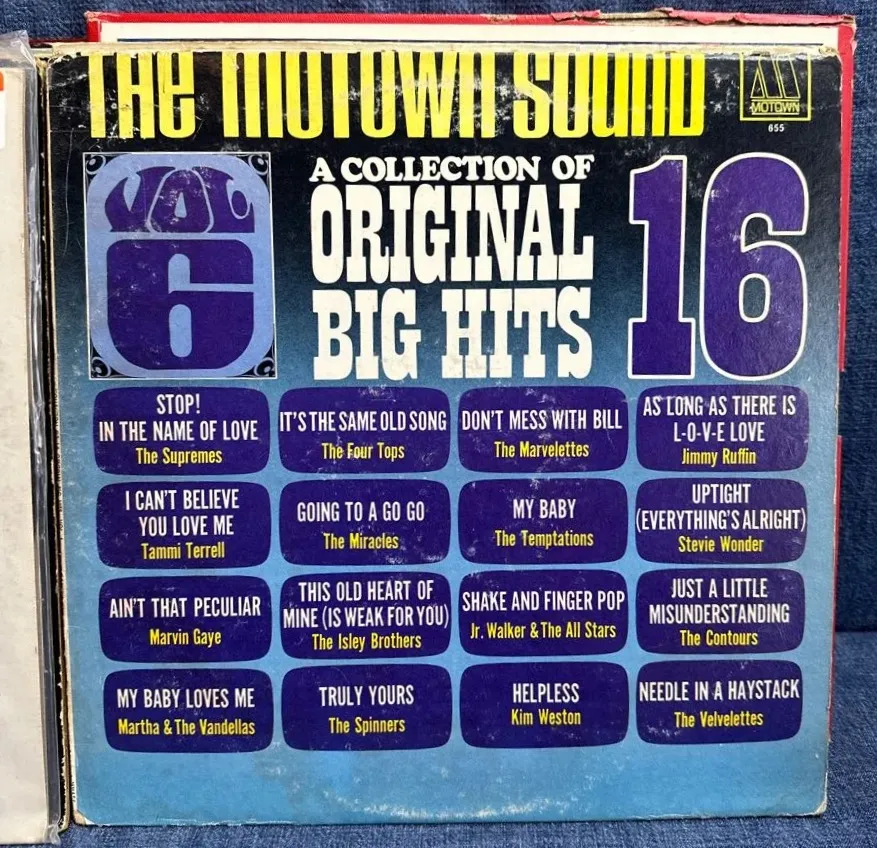 THE MOTOWN SOUND
MOTOWN
655
VOL
6
A COLLECTION OF
ORIGINAL
BIG HITS
16
STOP!
IN THE NAME OF LOVE
The Supremes
IT'S THE SAME OLD SONG
The Four Tops
DON'T MESS WITH BILL
The Marvelettes
AS LONG AS THERE IS
L-O-V-E LOVE
Jimmy Ruffin
I CAN'T BELIEVE
YOU LOVE ME
Tammi Terrell
GOING TO A GO GO
The Miracles
MY BABY
The Temptations
UPTIGHT
(EVERYTHING'S ALRIGHT)
Stevie Wonder
AIN'T THAT PECULIAR
Marvin Gaye
THIS OLD HEART OF
MINE (IS WEAK FOR YOU)
The Isley Brothers
SHAKE AND FINGER POP
Jr. Walker & The All Stars
JUST A LITTLE
MISUNDERSTANDING
The Contours
MY BABY LOVES ME
Martha & The Vandellas
TRULY YOURS
The Spinners
HELPLESS
Kim Weston
NEEDLE IN A HAYSTACK
The Velvelettes